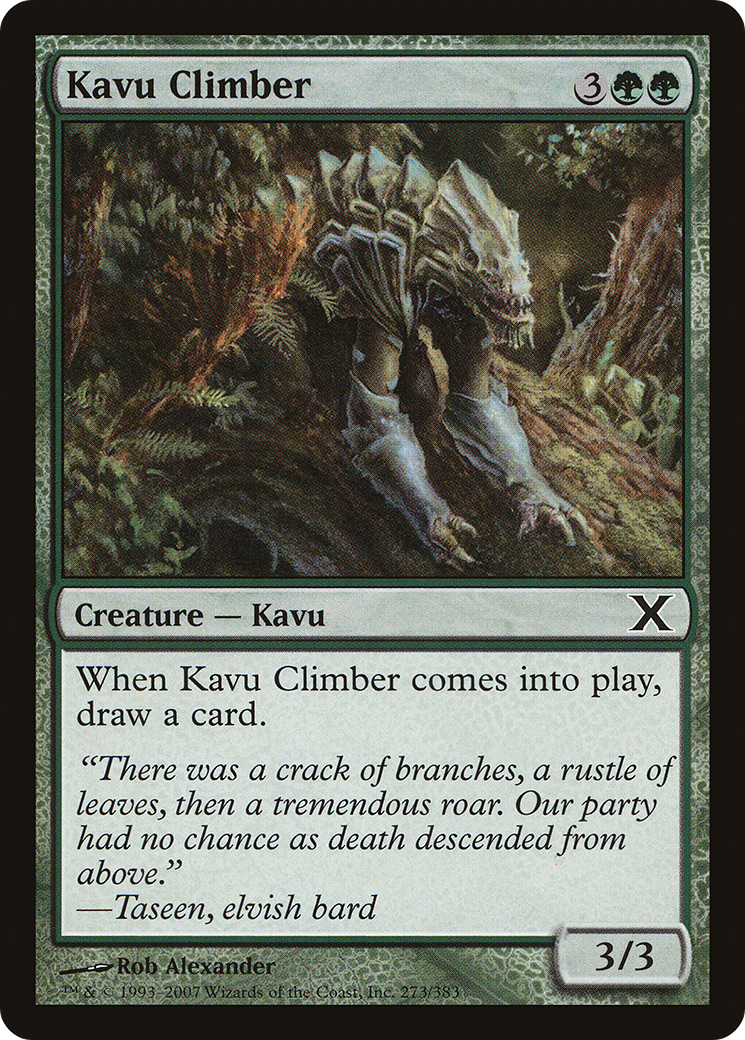 Kavu Climber 3
Creature — Kavu X
When Kavu Climber comes into play,
draw a card.
“There was a crack of branches, a rustle of
leaves, then a tremendous roar. Our party
had no chance as death descended from
above.”
—Taseen, elvish bard
3/3
Rob Alexander
™ & © 1993–2007 Wizards of the Coast, Inc. 273/383